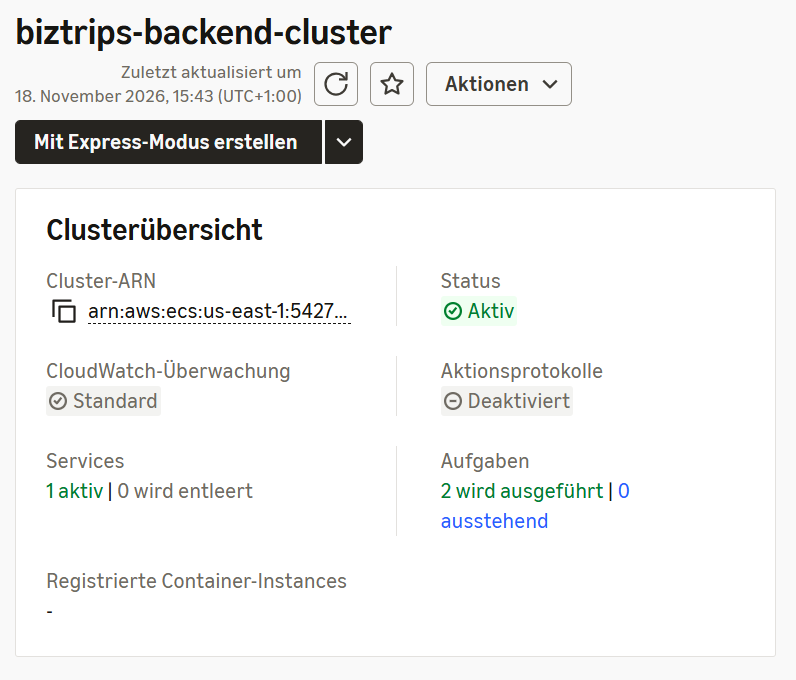 biztrips-backend-cluster
Zuletzt aktualisiert um
18. November 2026, 15:43 (UTC+1:00)
Aktionen
Mit Express-Modus erstellen
Clusterübersicht
Cluster-ARN
arn:aws:ecs:us-east-1:5427...
Status
Aktiv
CloudWatch-Überwachung
Standard
Aktionsprotokolle
Deaktiviert
Services
1 aktiv | 0 wird entleert
Aufgaben
2 wird ausgeführt | 0
ausstehend
Registrierte Container-Instances
-